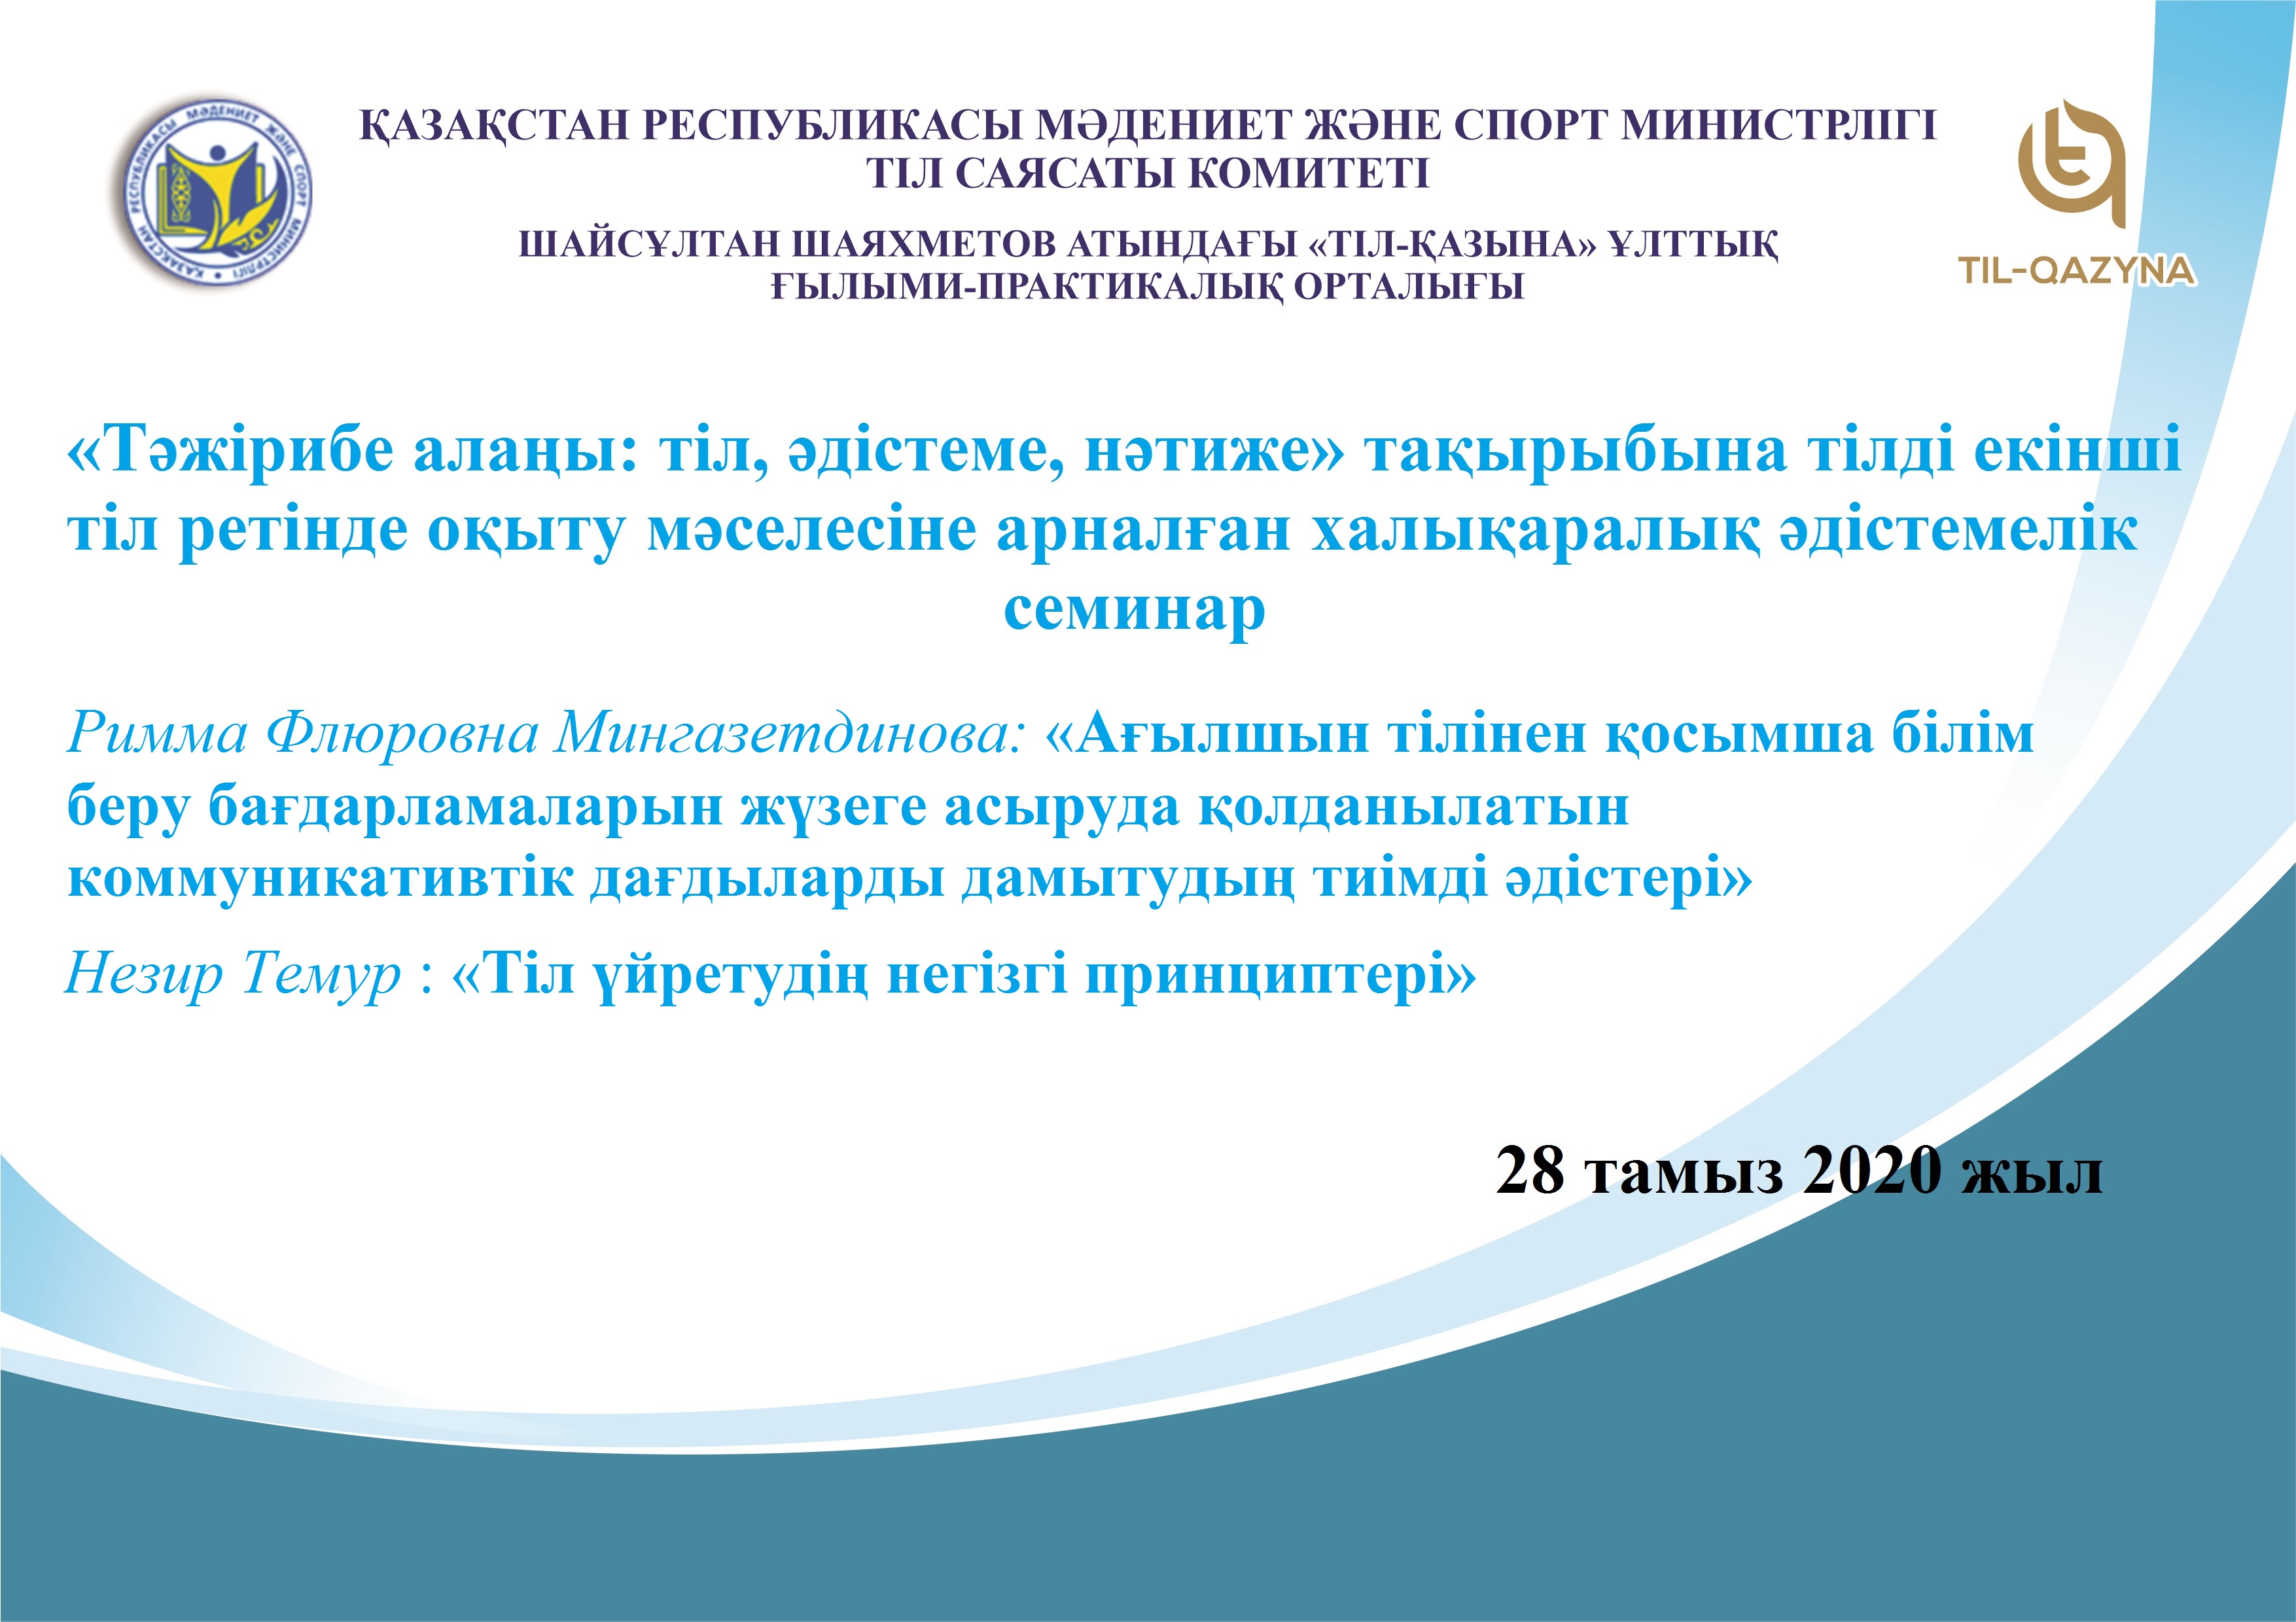 ҚАЗАҚСТАН РЕСПУБЛИКАСЫ МӘДЕНИЕТ ЖӘНЕ СПОРТ МИНИСТРЛІГІ
ТІЛ САЯСАТЫ КОМИТЕТІ
ШАЙСҰЛТАН ШАЯХМЕТОВ АТЫНДАҒЫ «ТІЛ-ҚАЗЫНА» ҰЛТТЫҚ
ҒЫЛЫМИ-ПРАКТИКАЛЫҚ ОРТАЛЫҒЫ
ҚАЗАҚСТАН РЕСПУБЛИКАСЫ МӘДЕНИЕТ ЖӘНЕ СПОРТ МИНИСТРЛІГІ
TIL-QAZYNA
«Тәжірибе алаңы: тіл, әдістеме, нәтиже» тақырыбына тілді екінші
тіл ретінде оқыту мәселесіне арналған халықаралық әдістемелік
семинар
Римма Флюровна Мингазетдинова: «Ағылшын тілінен қосымша білім
беру бағдарламаларын жүзеге асыруда қолданылатын
коммуникативтік дағдыларды дамытудың тиімді әдістері»
Незир Темур : «Тіл үйретудің негізгі принциптері»
28 тамыз 2020 жыл